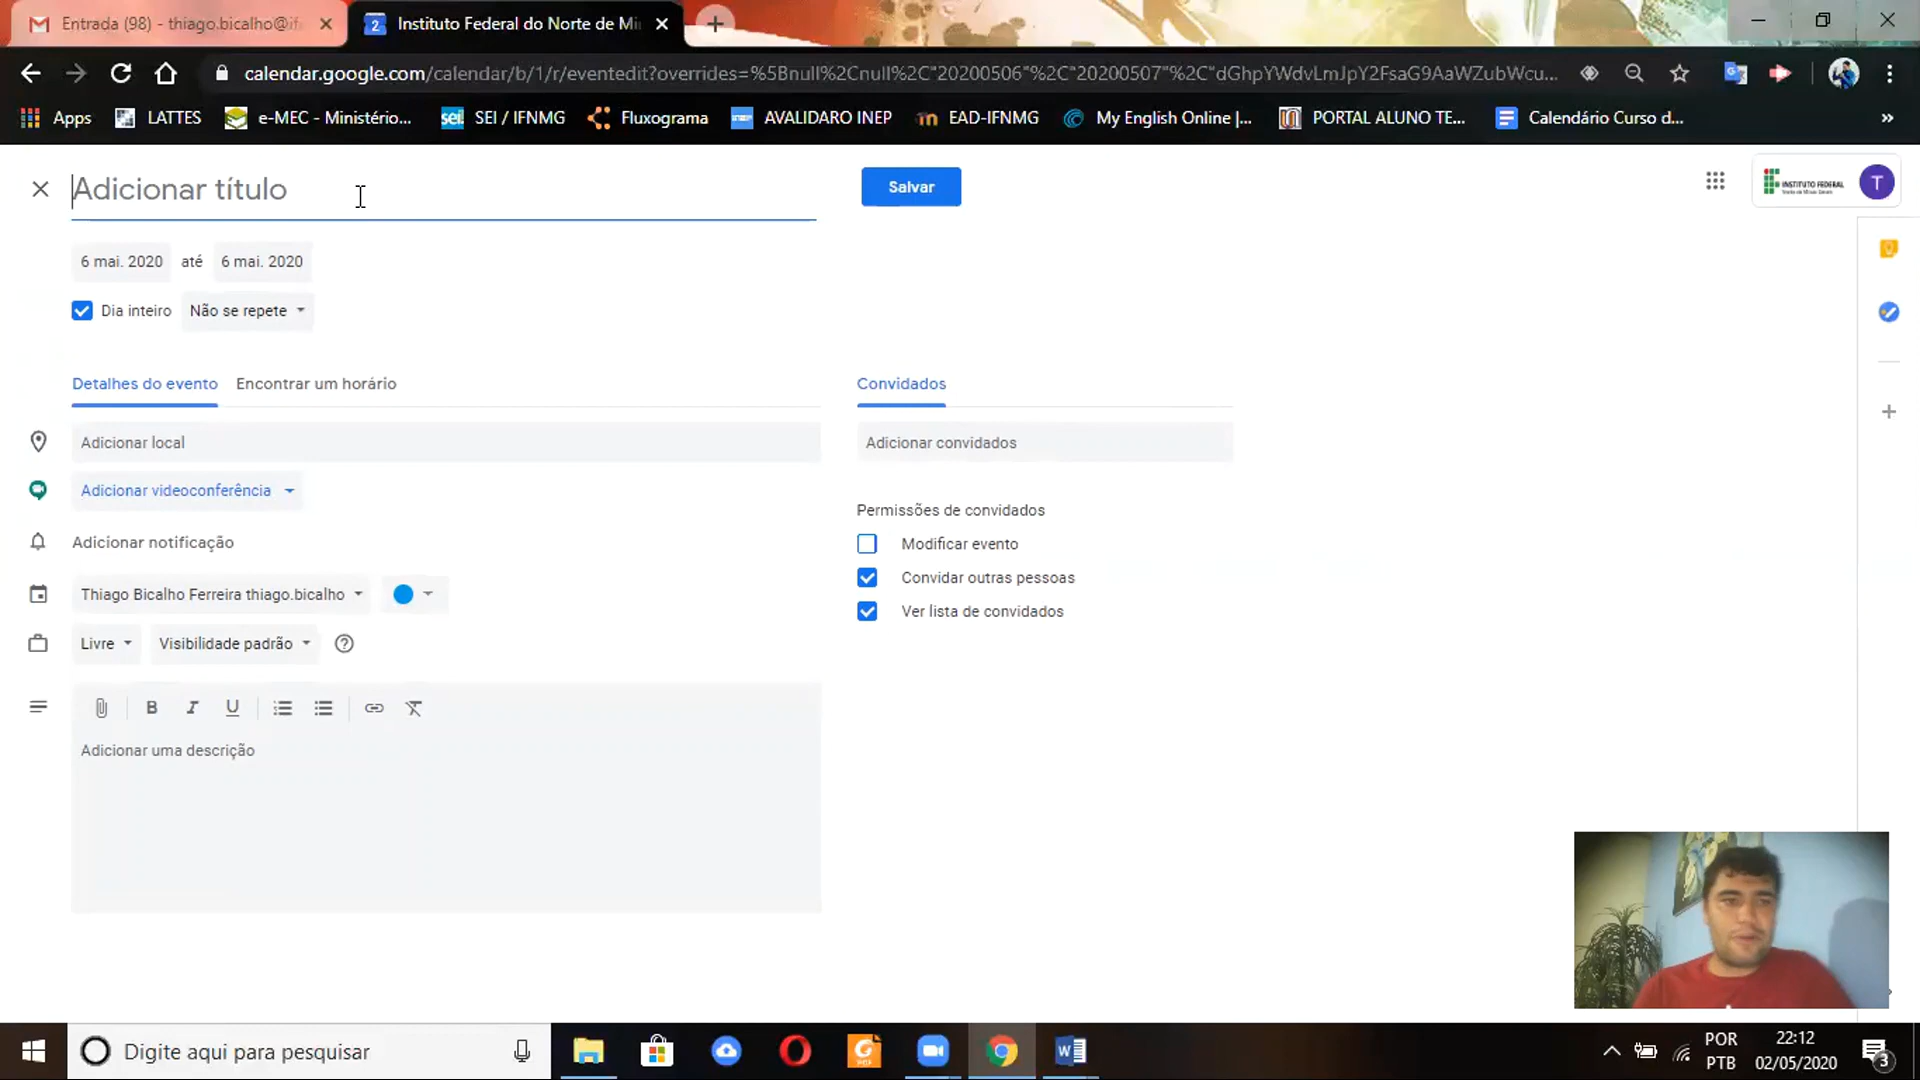 Entrada (98) - thiago.bicalho@if
Instituto Federal do Norte de Mi
calendar.google.com/calendar/b/1/r/eventedit?overrides=%5Bnull%2Cnull%2C"20200506"%2C"20200507"%2C"dGhpYWdvLmJpY2FsaG9AaWZubWcu...
Apps LATTES e-MEC - Ministério... SEI / IFNMG Fluxograma AVALIDARO INEP EAD-IFNMG My English Online |... PORTAL ALUNO TE... Calendário Curso d... »
Adicionar título
Salvar
INSTITUTO FEDERAL
T
6 mai. 2020 até 6 mai. 2020
Dia inteiro Não se repete
Detalhes do evento Encontrar um horário
Convidados
Adicionar local
Adicionar convidados
Adicionar videoconferência
Permissões de convidados
Adicionar notificação
Modificar evento
Convidar outras pessoas
Thiago Bicalho Ferreira thiago.bicalho
Ver lista de convidados
Livre Visibilidade padrão
B I U
Adicionar uma descrição
Digite aqui para pesquisar
POR
PTB
22:12
02/05/2020
3